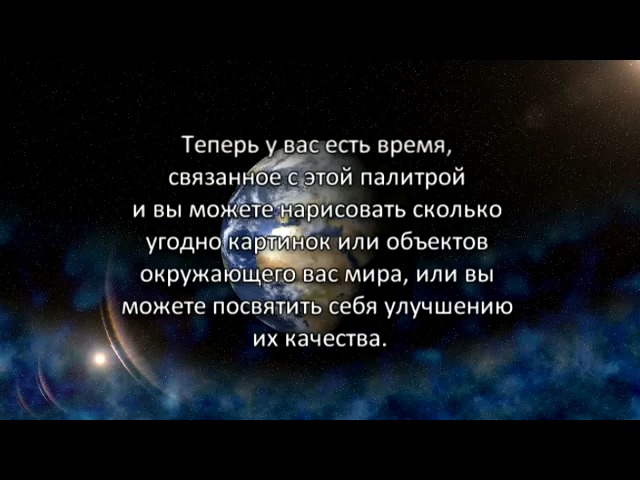 Теперь у вас есть время,
связанное с этой палитрой
и вы можете нарисовать сколько
угодно картинок или объектов
окружающего вас мира, или вы
можете посвятить себя улучшению
их качества.